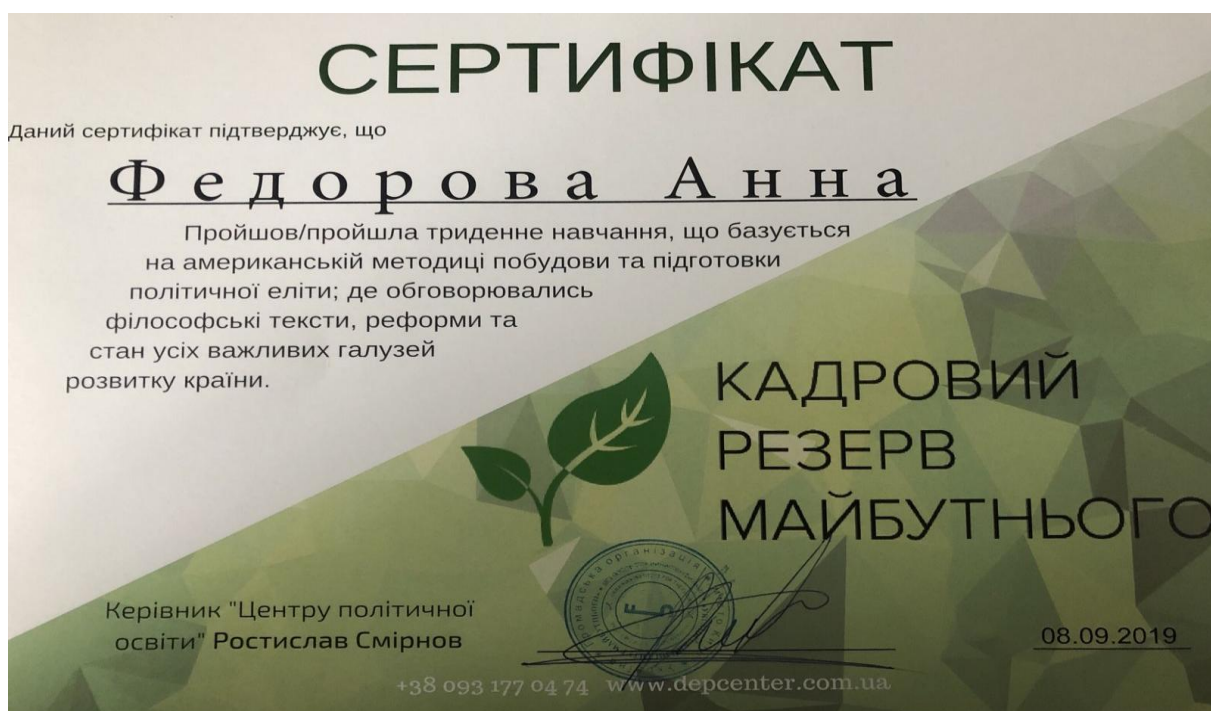 СЕРТИФІКАТ
Даний сертифікат підтверджує, що
Федорова Анна
Пройшов/пройшла триденне навчання, що базується
на американській методиці побудови та підготовки
політичної еліти; де обговорювались
філософські тексти, реформи та
стан усіх важливих галузей
розвитку країни.
КАДРОВИЙ
РЕЗЕРВ
МАЙБУТНЬОГО
Керівник "Центру політичної
освіти" Ростислав Смірнов
громадська організація
08.09.2019
+38 093 177 04 74 www.depcenter.com.ua